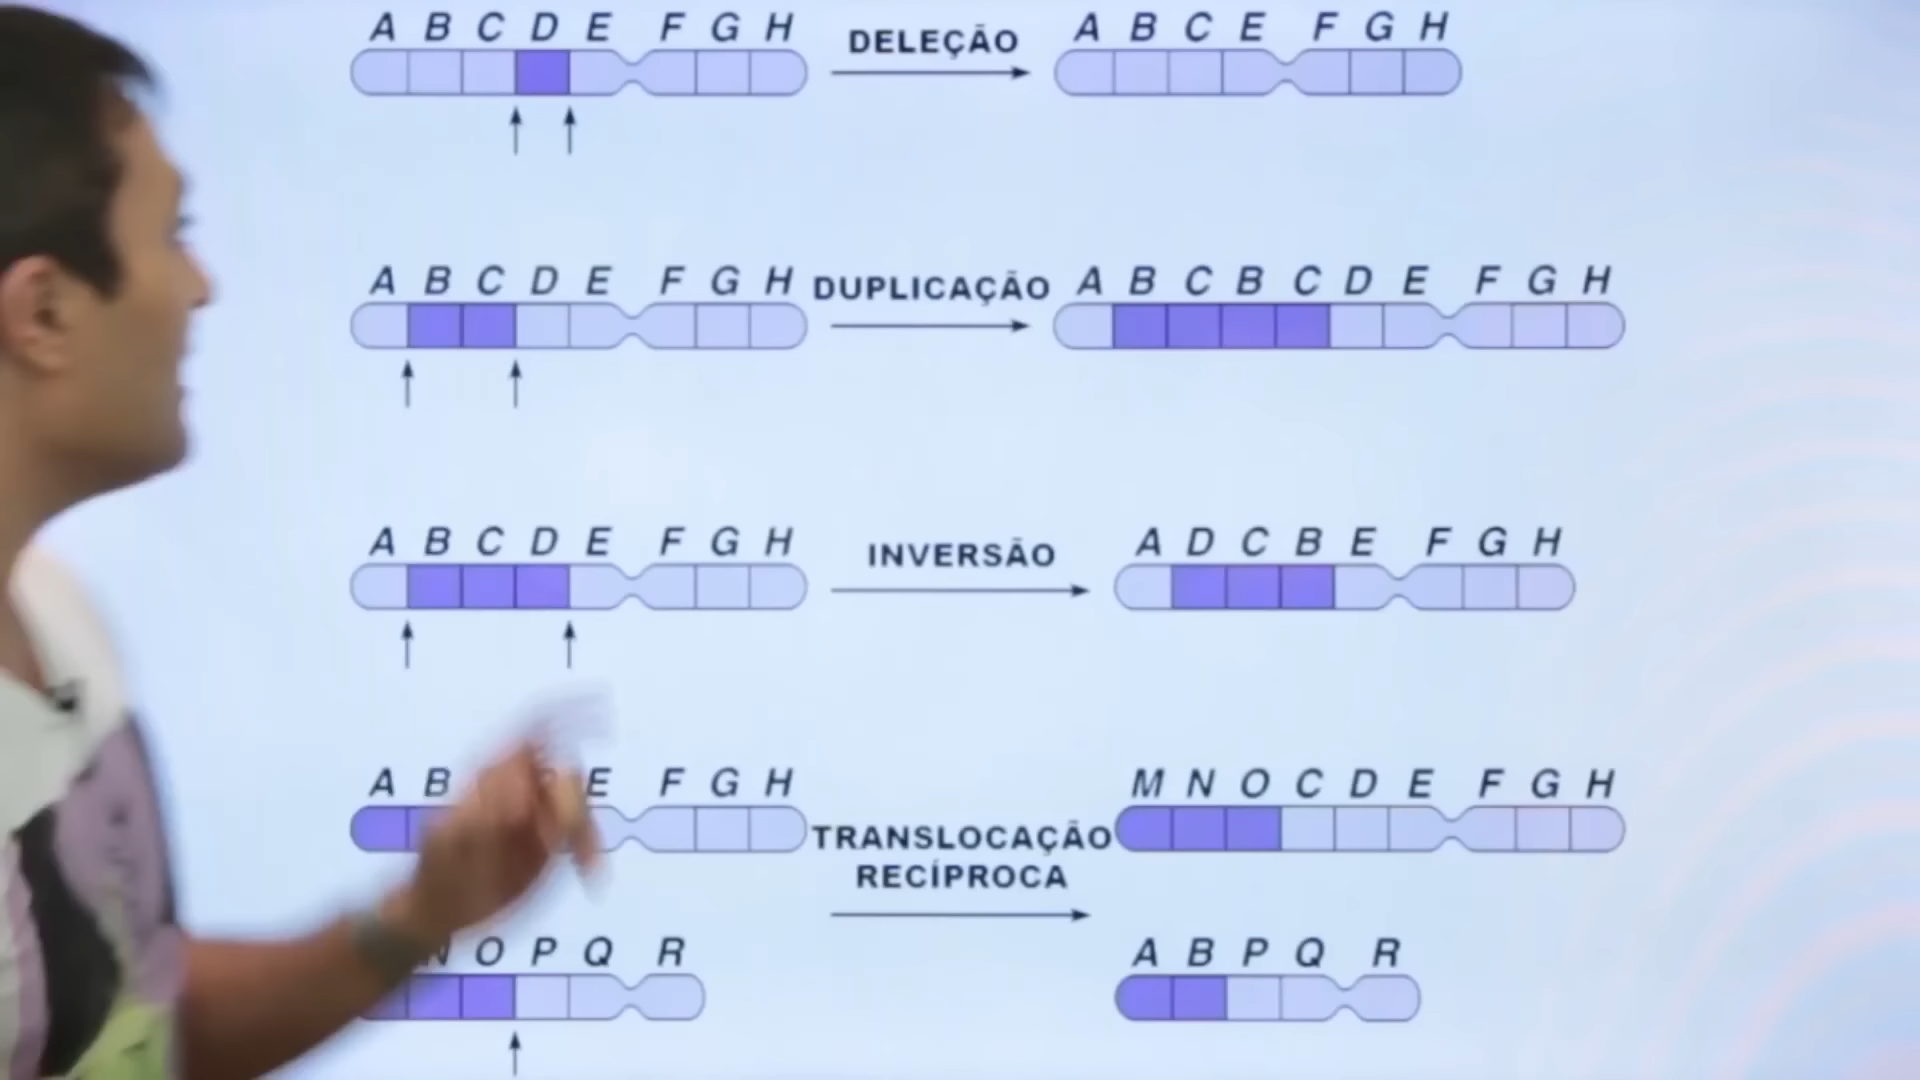 A B C D E F G H DELEÇÃO A B C E F G H
A B C D E F G H DUPLICAÇÃO A B C B C D E F G H
A B C D E F G H INVERSÃO A D C B E F G H
A B E F G H TRANSLOCAÇÃO M N O C D E F G H
RECÍPROCA
N O P Q R A B P Q R